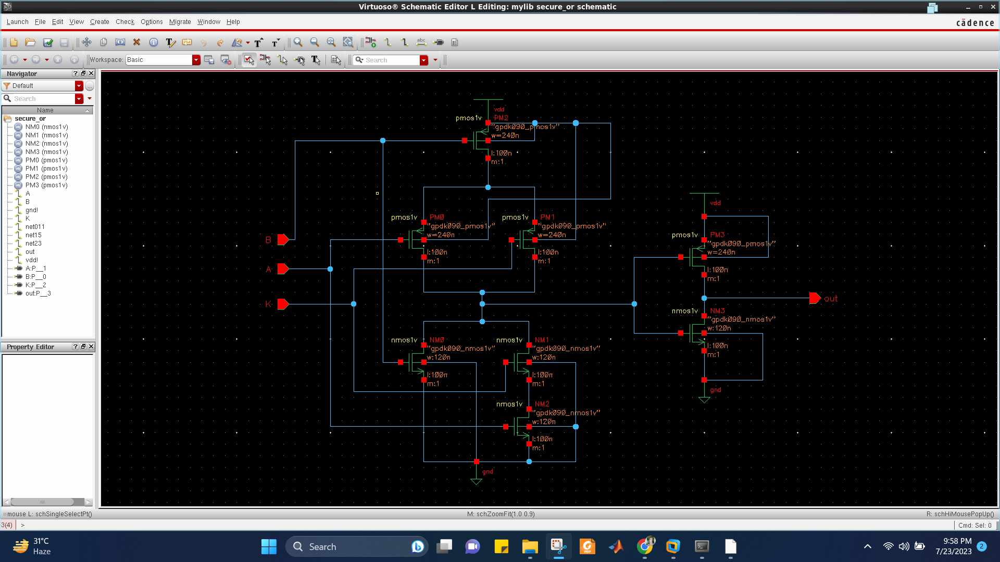 Virtuoso® Schematic Editor L Editing: mylib secure_or schematic
Launch File Edit View Create Check Options Migrate Window Help
cādence
Workspace: Basic
Search
Navigator
Default
Search
Name
secure_or
NM0 (nmos1v)
NM1 (nmos1v)
NM2 (nmos1v)
NM3 (nmos1v)
PM0 (pmos1v)
PM1 (pmos1v)
PM2 (pmos1v)
PM3 (pmos1v)
A
B
gnd!
K
net011
net15
net23
out
vdd!
A:P__1
B:P__0
K:P__2
out:P__3
Property Editor
vdd
pmos1v PM2
"gpdk090_pmos1v"
w=240n
l:100n
m:1
pmos1v PM0
"gpdk090_pmos1v"
w=240n
l:100n
m:1
pmos1v PM1
"gpdk090_pmos1v"
w=240n
l:100n
m:1
B
A
K
vdd
pmos1v PM3
"gpdk090_pmos1v"
w=240n
l:100n
m:1
out
nmos1v NM3
"gpdk090_nmos1v"
w:120n
l:100n
m:1
gnd
nmos1v NM0
"gpdk090_nmos1v"
w:120n
l:100n
m:1
nmos1v NM1
"gpdk090_nmos1v"
w:120n
l:100n
m:1
nmos1v NM2
"gpdk090_nmos1v"
w:120n
l:100n
m:1
gnd
mouse L: schSingleSelectPt() M: schZoomFit(1.0 0.9) R: schHiMousePopUp()
3(4) > Cmd: Sel: 0
31°C
Haze
Search
9:58 PM
7/23/2023
2